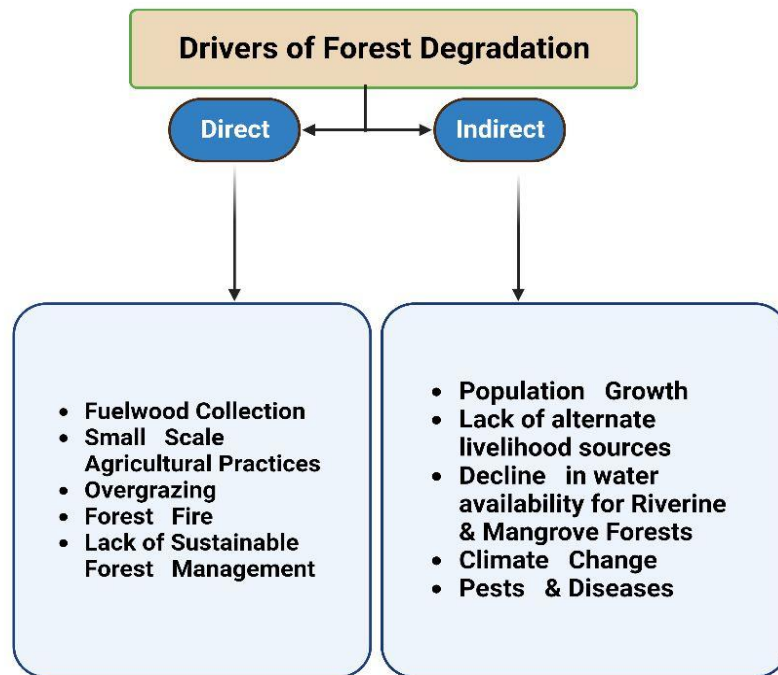 Drivers of Forest Degradation
Direct
Indirect
• Fuelwood Collection
• Small Scale
Agricultural Practices
• Overgrazing
• Forest Fire
• Lack of Sustainable
Forest Management
• Population Growth
• Lack of alternate
livelihood sources
• Decline in water
availability for Riverine
& Mangrove Forests
• Climate Change
• Pests & Diseases